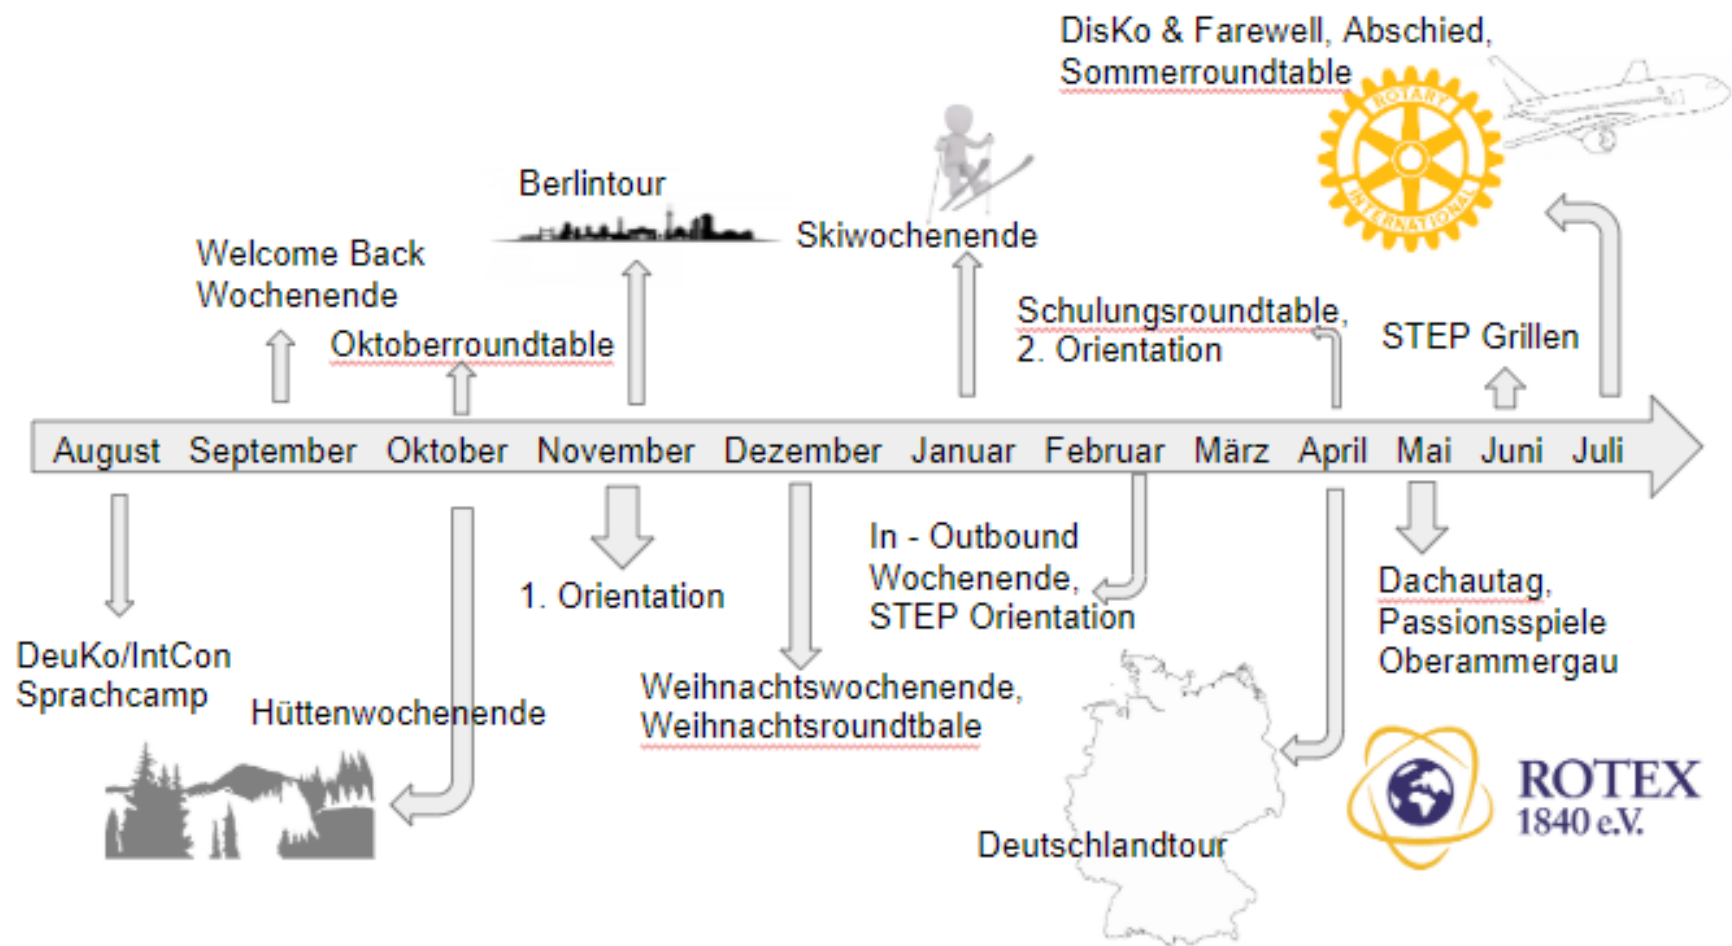 DisKo & Farewell, Abschied,
Sommerroundtable
ROTARY
INTERNATIONAL
Berlintour
Skiwochenende
Welcome Back
Wochenende
Oktoberroundtable
Schulungsroundtable,
2. Orientation
STEP Grillen
August September Oktober November Dezember Januar Februar März April Mai Juni Juli
1. Orientation
In - Outbound
Wochenende,
STEP Orientation
Dachautag,
Passionsspiele
Oberammergau
DeuKo/IntCon
Sprachcamp
Hüttenwochenende
Weihnachtswochenende,
Weihnachtsroundtbale
Deutschlandtour
ROTEX
1840 e.V.